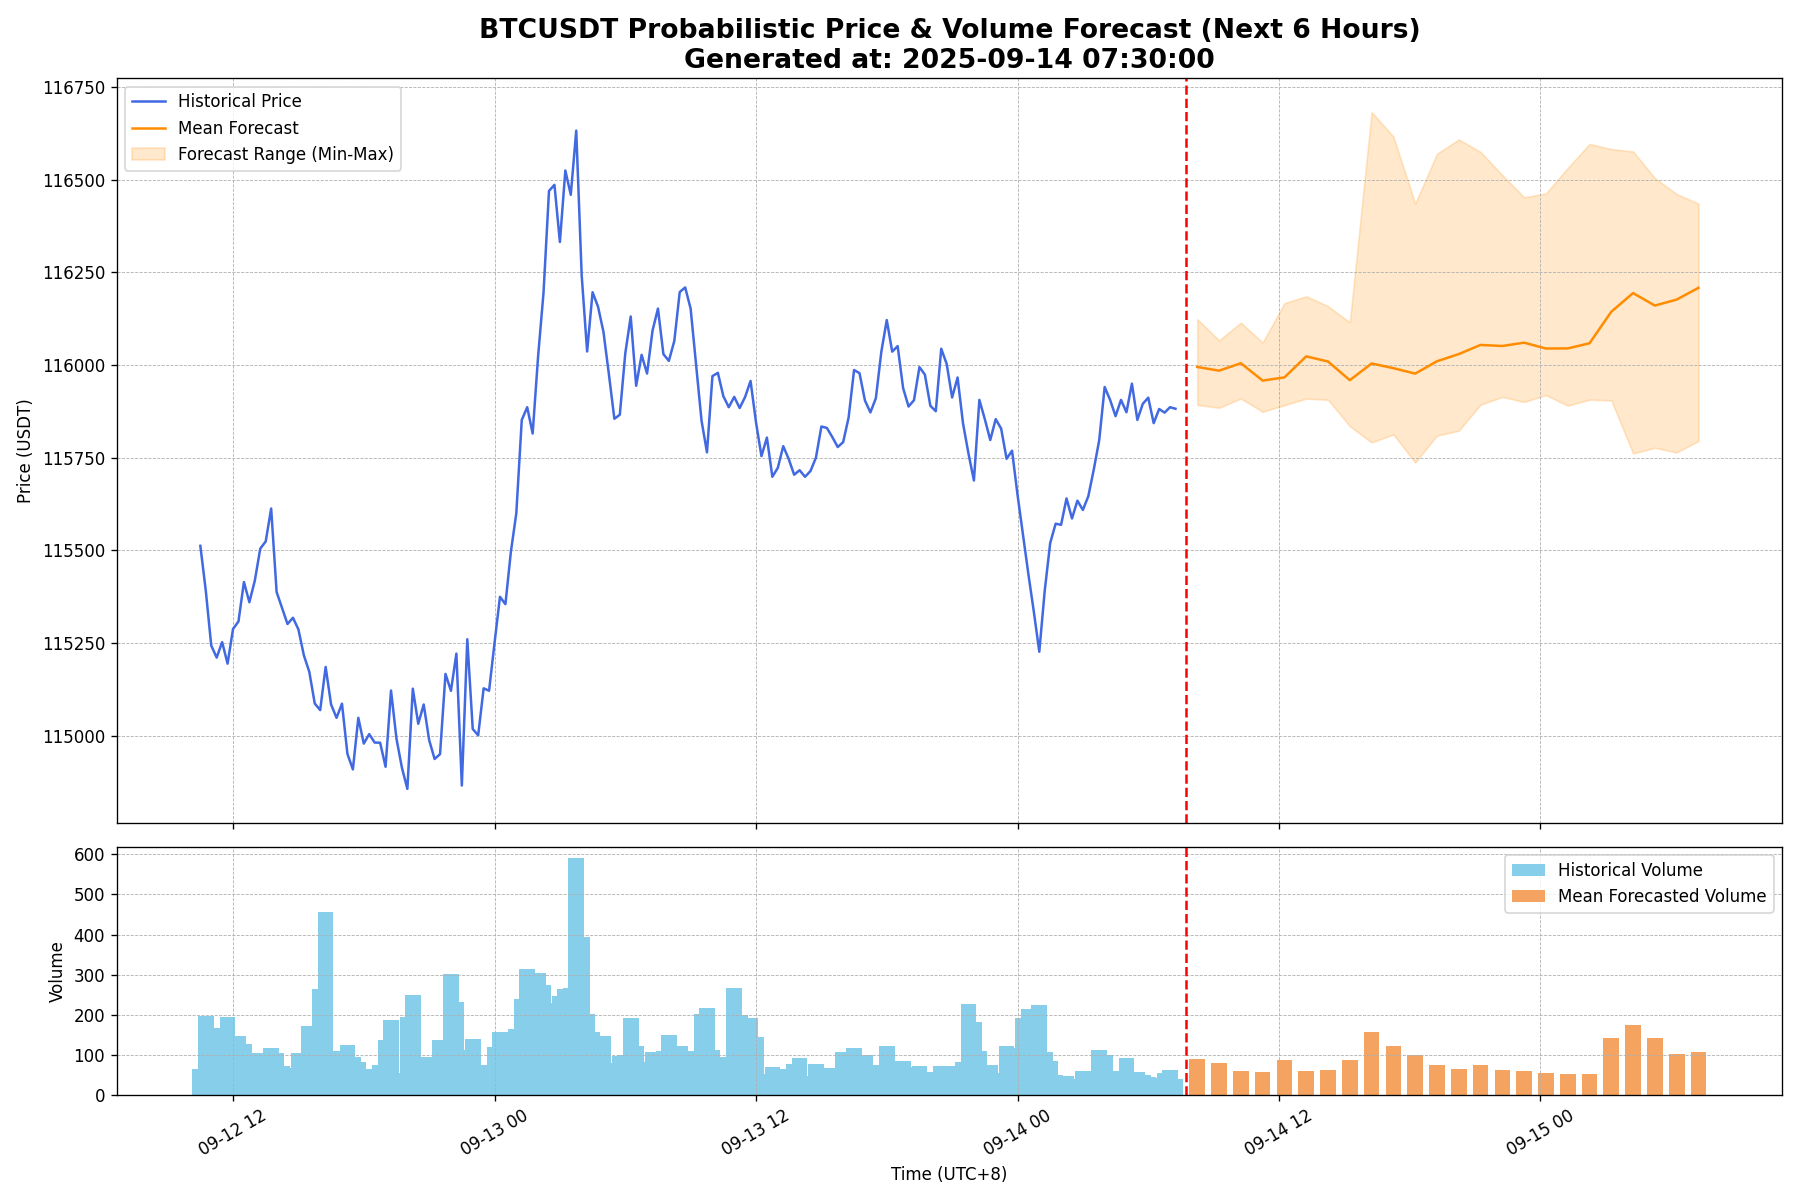 BTCUSDT Probabilistic Price & Volume Forecast (Next 6 Hours)
Generated at: 2025-09-14 07:30:00
Historical Price
Mean Forecast
Forecast Range (Min-Max)
116750
116500
116250
116000
115750
115500
115250
115000
Price (USDT)
Historical Volume
Mean Forecasted Volume
600
500
400
300
200
100
0
Volume
09-12 12
09-13 00
09-13 12
09-14 00
09-14 12
09-15 00
Time (UTC+8)